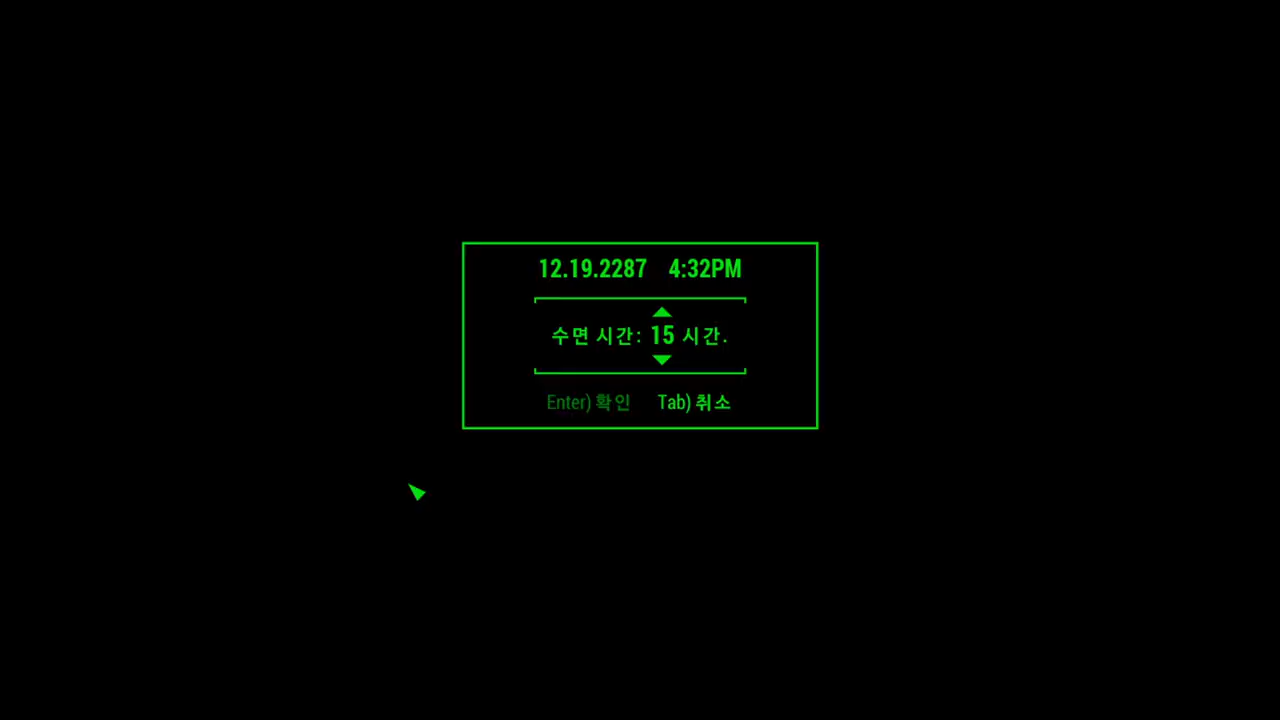 12.19.2287 4:32PM
수면 시간: 15 시간.
Enter) 확인 Tab) 취소